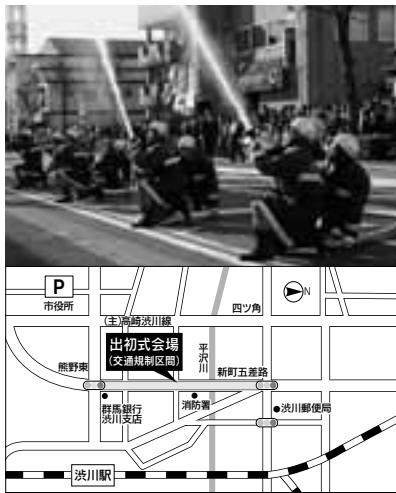 P
市役所
四ツ角
N
(主)高崎渋川線
出初式会場
(交通規制区間)
平沢川
熊野東
新町五差路
群馬銀行
渋川支店
消防署
渋川郵便局
渋川駅